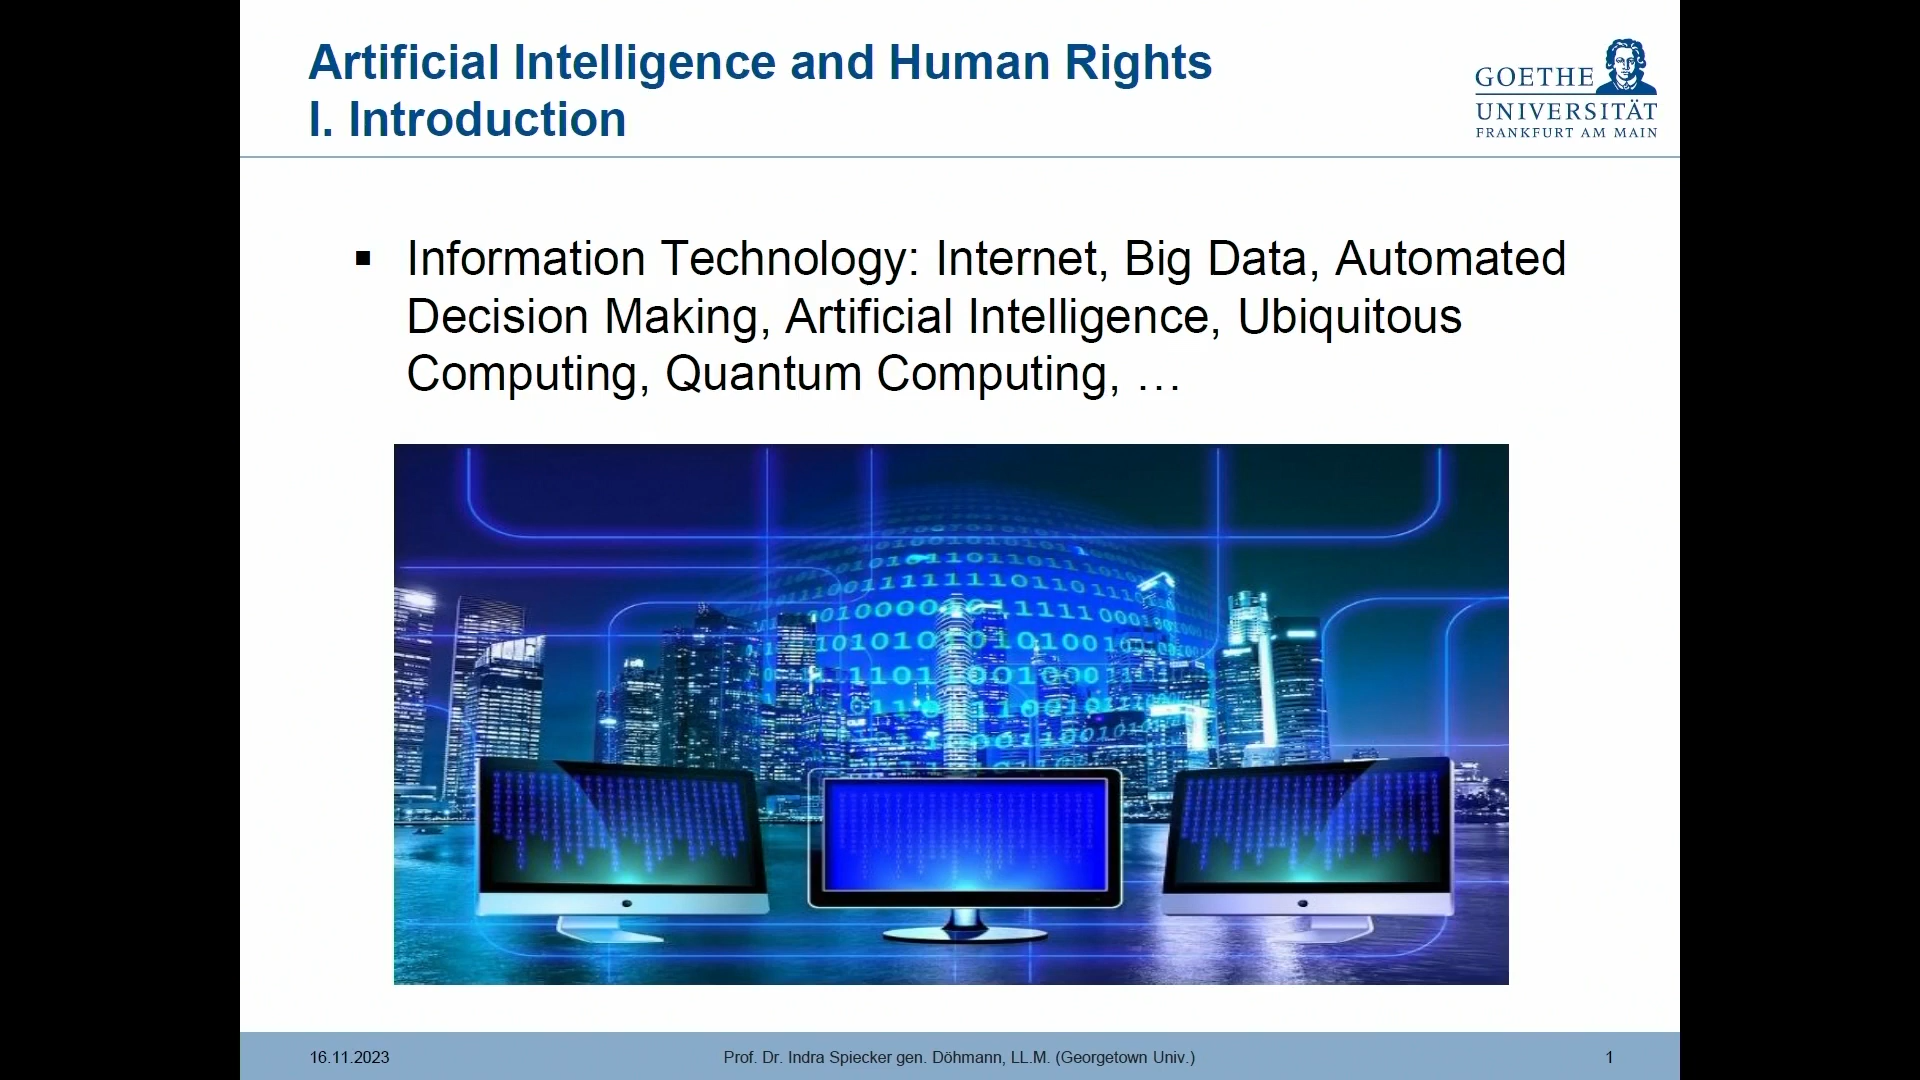 Artificial Intelligence and Human Rights
I. Introduction
GOETHE
UNIVERSITÄT
FRANKFURT AM MAIN
▪ Information Technology: Internet, Big Data, Automated
Decision Making, Artificial Intelligence, Ubiquitous
Computing, Quantum Computing, …
16.11.2023
Prof. Dr. Indra Spiecker gen. Döhmann, LL.M. (Georgetown Univ.)
1